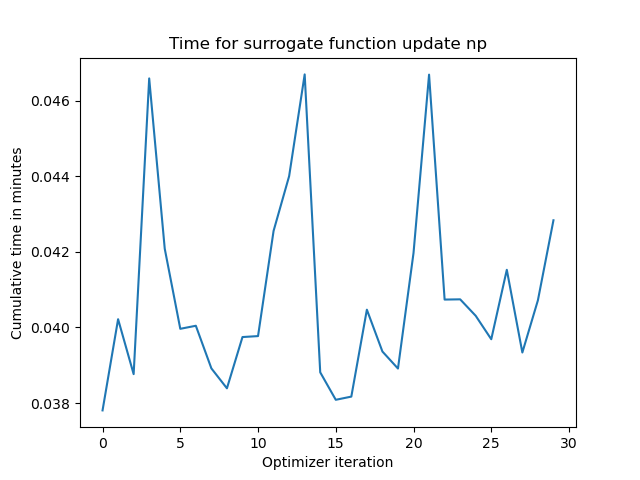 Time for surrogate function update np
Cumulative time in minutes
0.046
0.044
0.042
0.040
0.038
0 5 10 15 20 25 30
Optimizer iteration